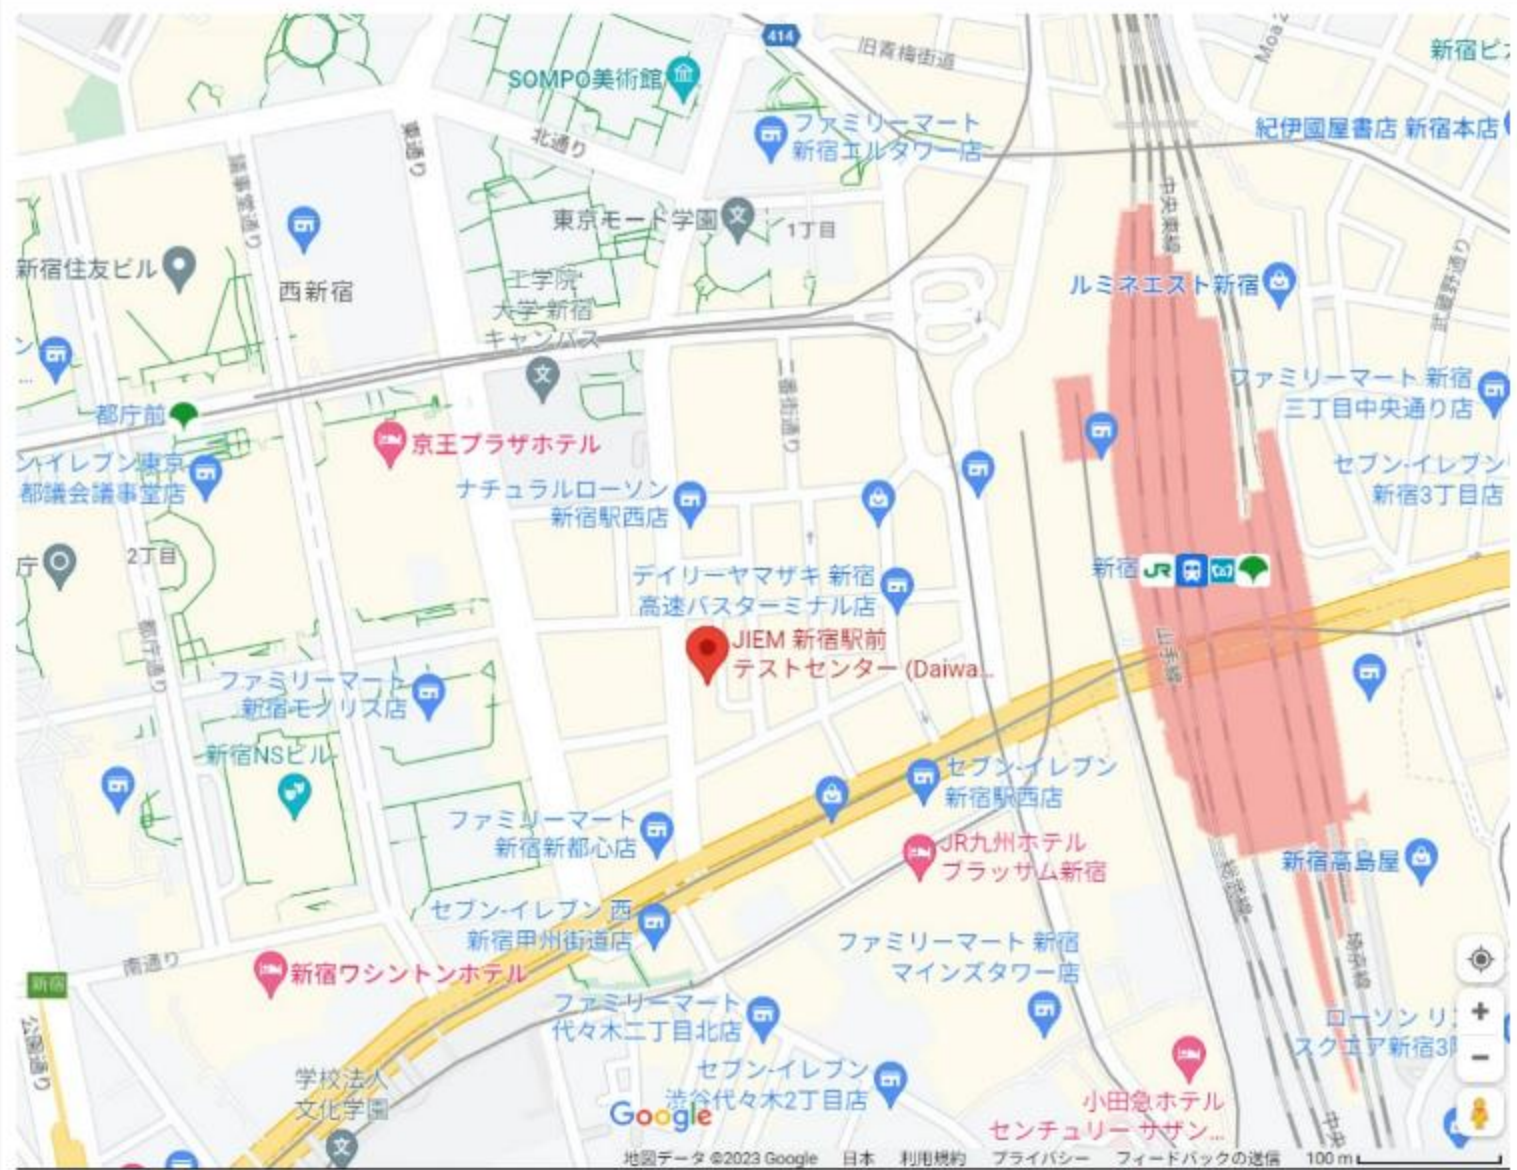 414
旧青梅街道
Moa 2
新宿ピカ
SOMPO美術館
ファミリーマート
新宿エルタワー店
紀伊國屋書店 新宿本店
北通り
東通り
議事堂通り
中央東線
東京モード学園
1丁目
武蔵野通り
新宿住友ビル
西新宿
工学院
大学 新宿
キャンパス
ルミネエスト新宿
ン
...
二番街通り
ファミリーマート 新宿
三丁目中央通り店
都庁前
京王プラザホテル
ン-イレブン東京
都議会議事堂店
ナチュラルローソン
新宿駅西店
セブン-イレブン
新宿3丁目店
庁
2丁目
新宿
JR
デイリーヤマザキ 新宿
高速バスターミナル店
JIEM 新宿駅前
テストセンター (Daiwa...
都庁通り
山手線
ファミリーマート
新宿モノリス店
新宿NSビル
セブン-イレブン
新宿駅西店
ファミリーマート
新宿新都心店
JR九州ホテル
ブラッサム新宿
新宿高島屋
総武線
セブン-イレブン 西
新宿甲州街道店
ファミリーマート 新宿
マインズタワー店
南通り
新宿
新宿ワシントンホテル
埼京線
ファミリーマート
代々木二丁目北店
ローソン リン
スクエア新宿3階
公園通り
学校法人
文化学園
セブン-イレブン
渋谷代々木2丁目店
小田急ホテル
センチュリー サザン...
中央
Google
地図データ ©2023 Google 日本 利用規約 プライバシー フィードバックの送信 100 m